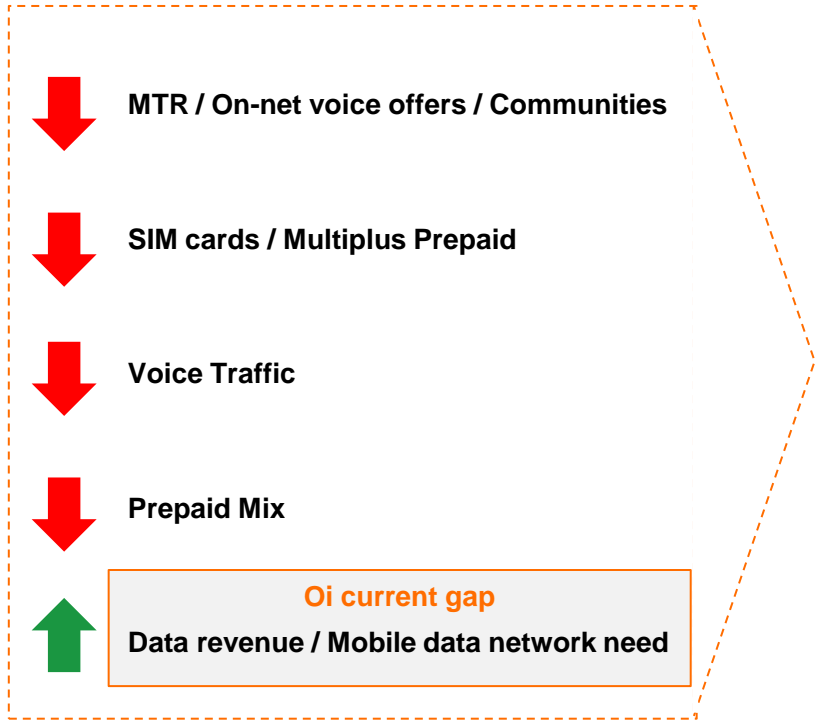 MTR / On-net voice offers / Communities
SIM cards / Multiplus Prepaid
Voice Traffic
Prepaid Mix
Oi current gap
Data revenue / Mobile data network need